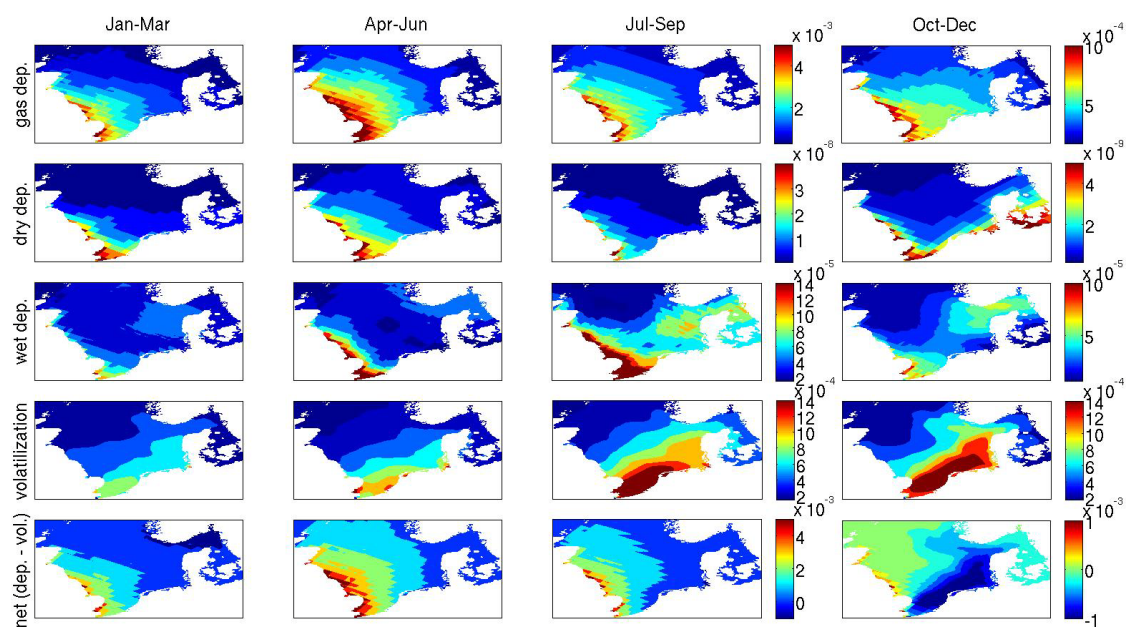 Jan-Mar Apr-Jun Jul-Sep Oct-Dec
x 10-3 x 10-4
gas dep. 4 2 10 5
x 10-8 x 10-9
dry dep. 3 2 1 4 2
x 10-5 x 10-5
wet dep. 14 12 10 8 6 4 2 10 5
x 10-4 x 10-4
volatilization 14 12 10 8 6 4 2 14 12 10 8 6 4 2
x 10-3 x 10-3
net (dep. - vol.) 4 2 0 1 0 -1